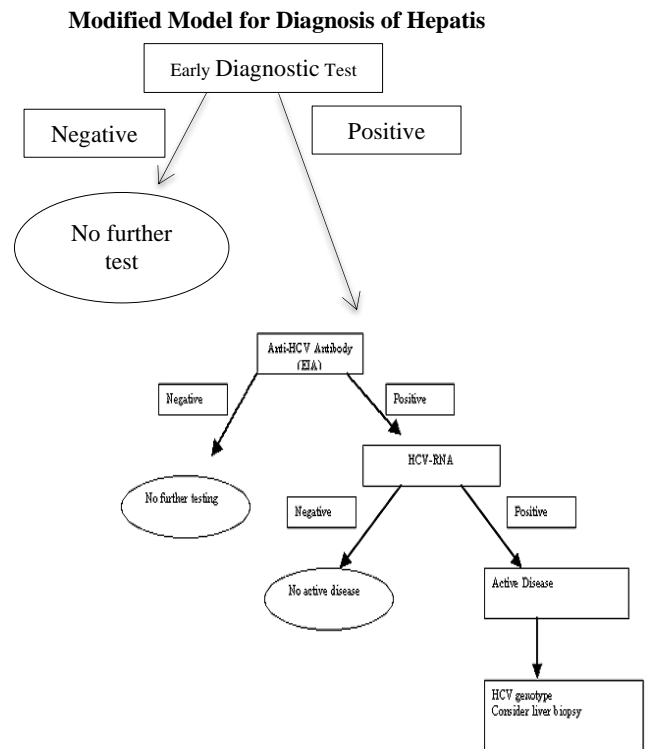 Modified Model for Diagnosis of Hepatis
Early Diagnostic Test
Negative
Positive
No further
test
Anti-HCV Antibody
(EIA)
Negative
Positive
HCV-RNA
No further testing
Negative
Positive
No active disease
Active Disease
HCV genotype
Consider liver biopsy